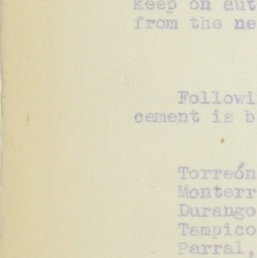 keep on aut
from the ne
Followi
cement is b
Torreón
Monterr
Durango
Tampico
Parral,